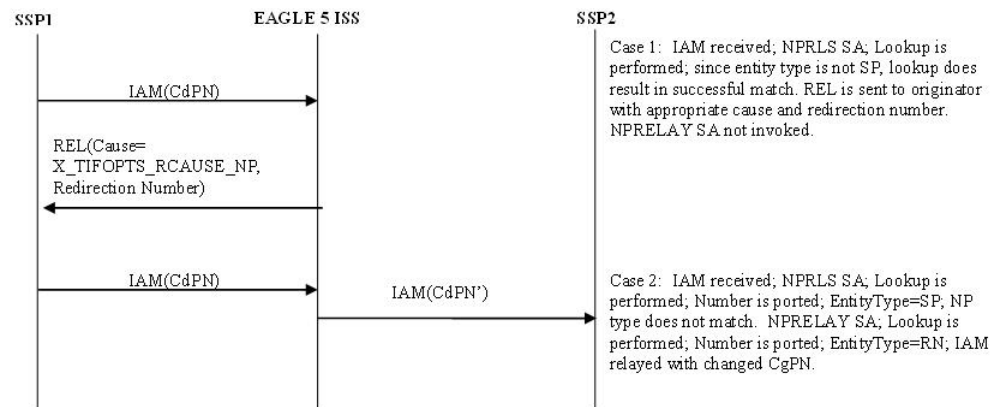 SSP1
EAGLE 5 ISS
SSP2
Case 1: IAM received; NPRLS SA; Lookup is
performed; since entity type is not SP, lookup does
result in successful match. REL is sent to originator
with appropriate cause and redirection number.
NPRELAY SA not invoked.
IAM(CdPN)
REL(Cause=
X_TIFOPTS_RCAUSE_NP,
Redirection Number)
IAM(CdPN)
IAM(CdPN’)
Case 2: IAM received; NPRLS SA; Lookup is
performed; Number is ported; EntityType=SP; NP
type does not match. NPRELAY SA; Lookup is
performed; Number is ported; EntityType=RN; IAM
relayed with changed CgPN.